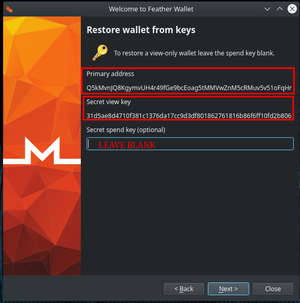 Welcome to Feather Wallet
Restore wallet from keys
To restore a view-only wallet leave the spend key blank.
Primary address
Q5kMvnJQ8KgymvUH4r49fGe9bcEoag5tMMVwZnM5cRMuv5v51oFqHr
Secret view key
31d5ae8d4710f381c1376da17cc9d3df801862761816b86f6ff10fd2b806
Secret spend key (optional)
LEAVE BLANK
< Back
Next >
Close